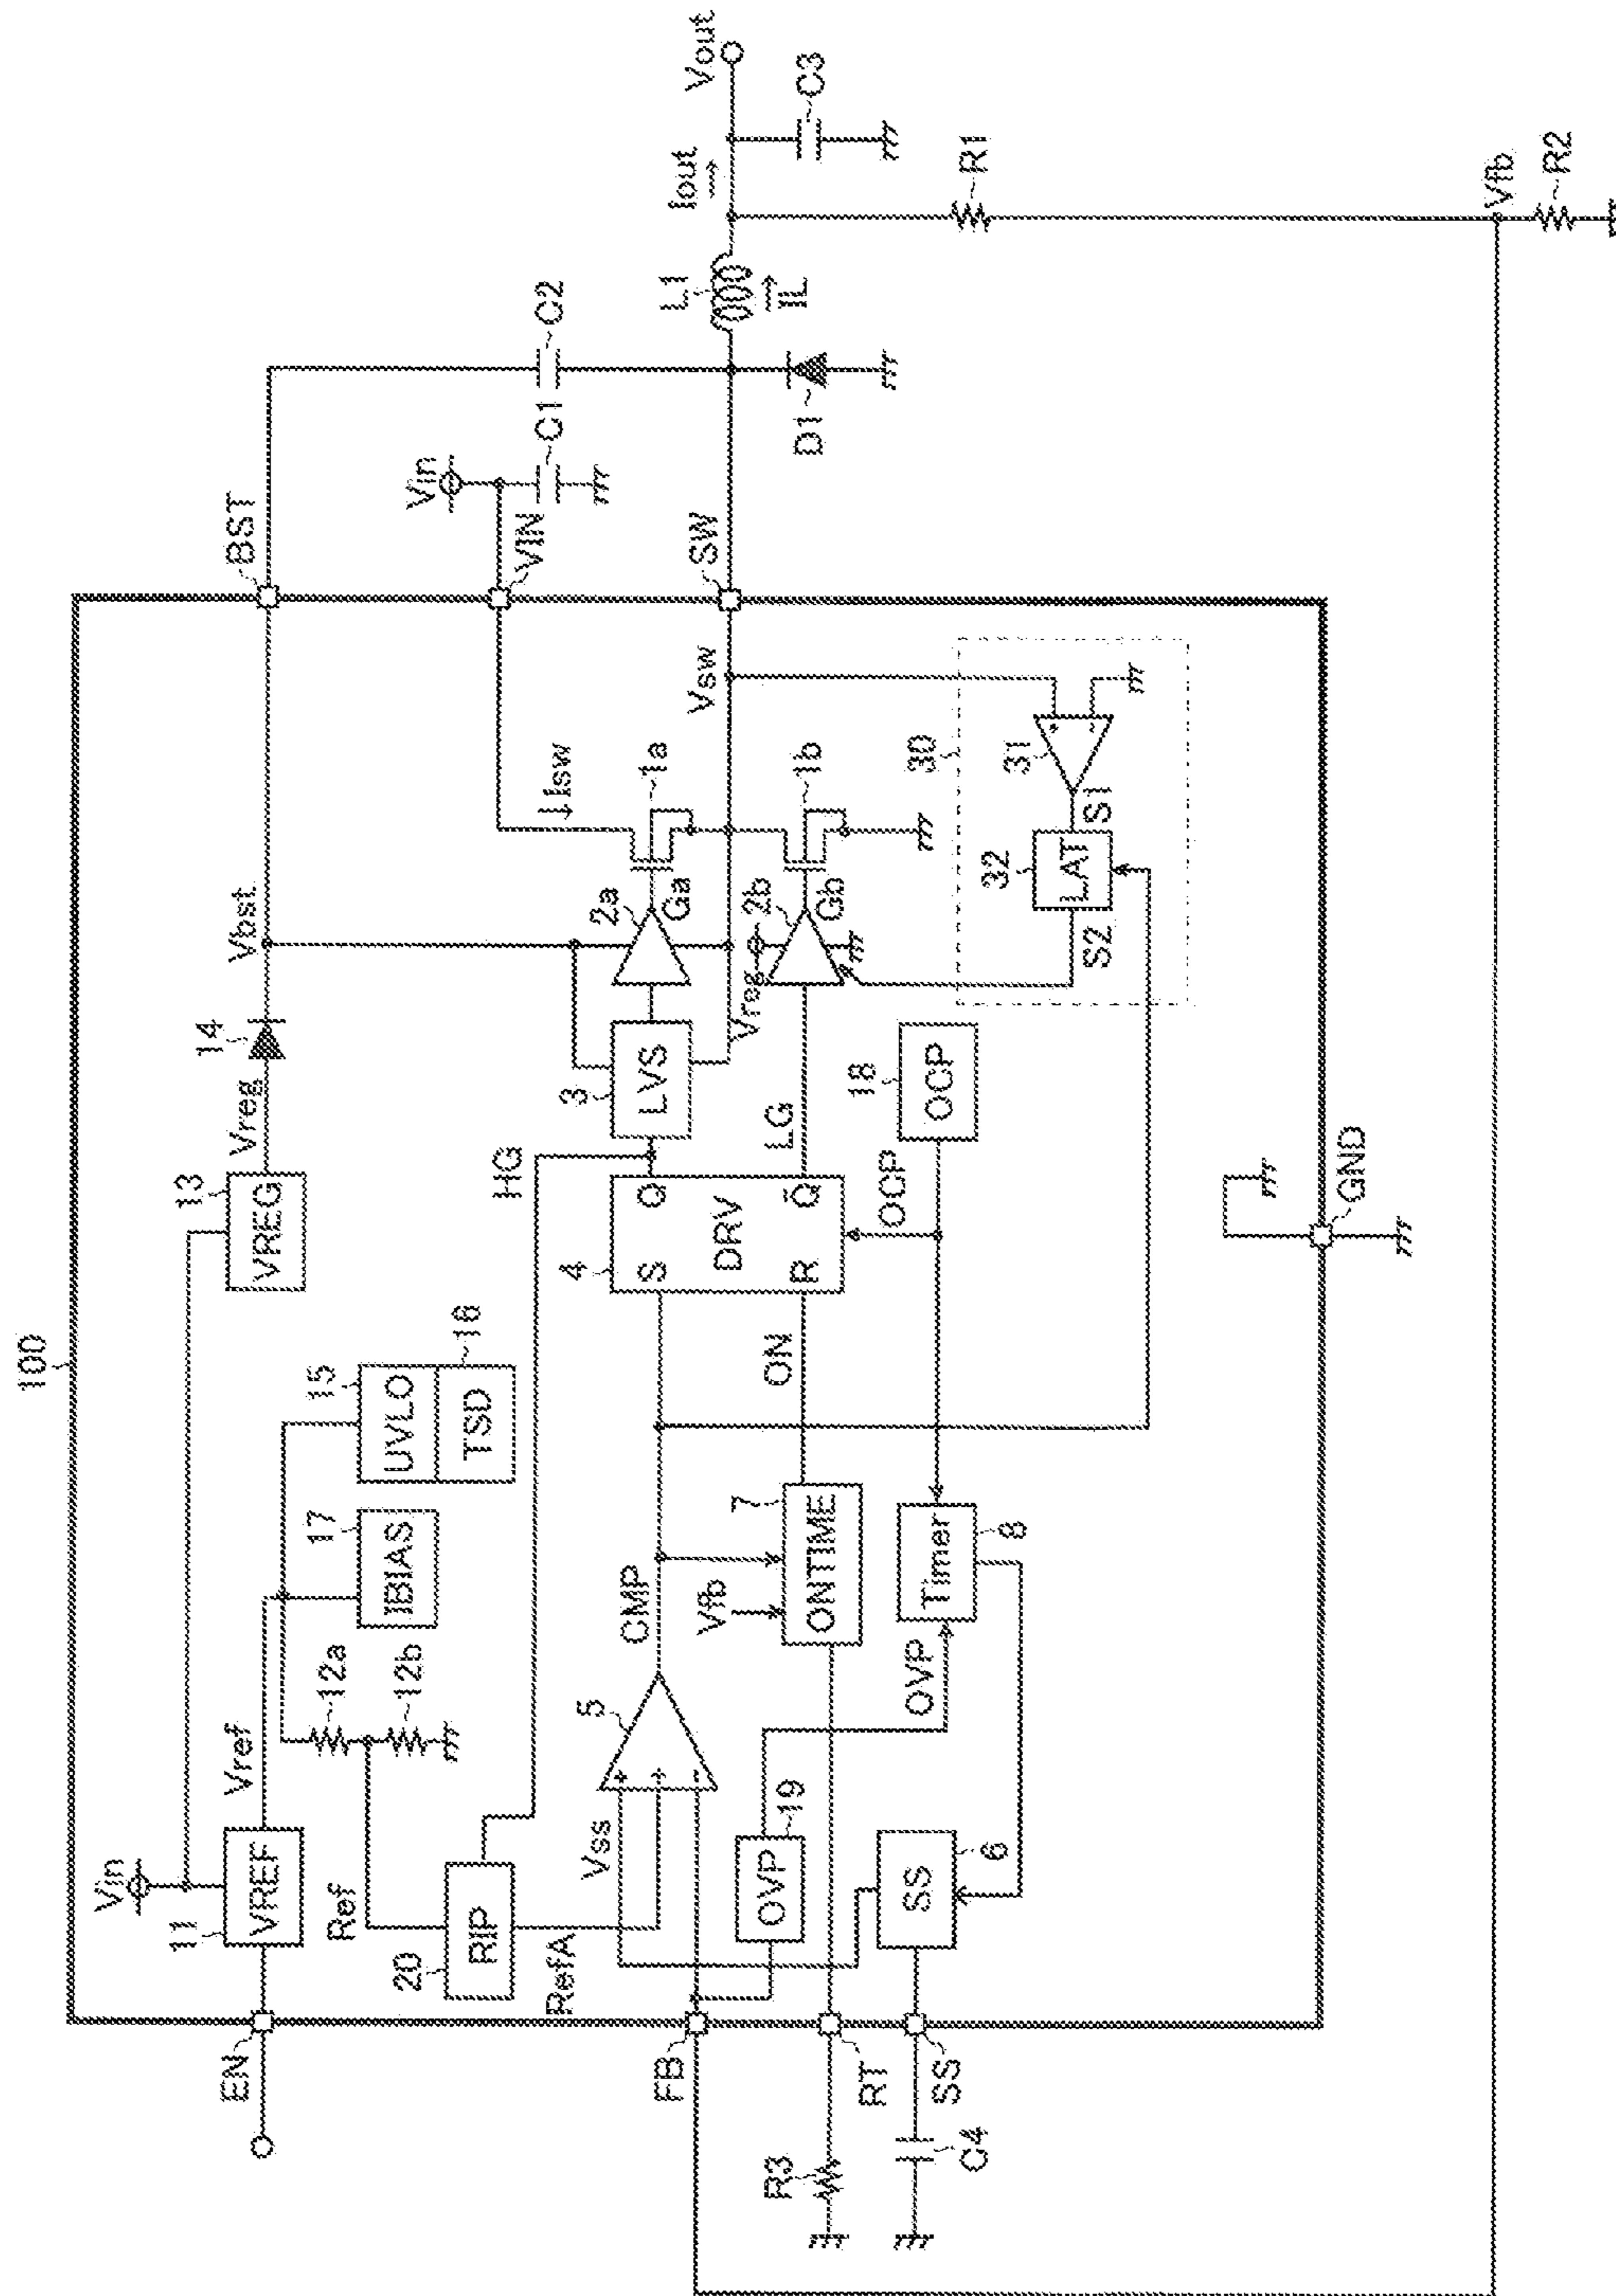 100
EN
Vin
11
VREF
Vref
Ref
12a
12b
17
IBIAS
15
UVLO
16
TSD
13
VREG
Vreg
14
Vbst
BST
20
RIP
RefA
HG
Vss
5
CMP
FB
Vfb
19
OVP
OVP
7
ONTIME
ON
4
S
R
DRV
Q
Q̄
LG
OCP
18
OCP
3
LVS
2a
Ga
1a
Isw
Vreg
2b
Gb
1b
Vsw
Vin
VIN
C1
C2
SW
D1
L1
IL
Iout
Vout
C3
R1
Vfb
R2
30
31
S1
32
LAT
S2
Timer
8
SS
6
RT
R3
SS
C4
GND